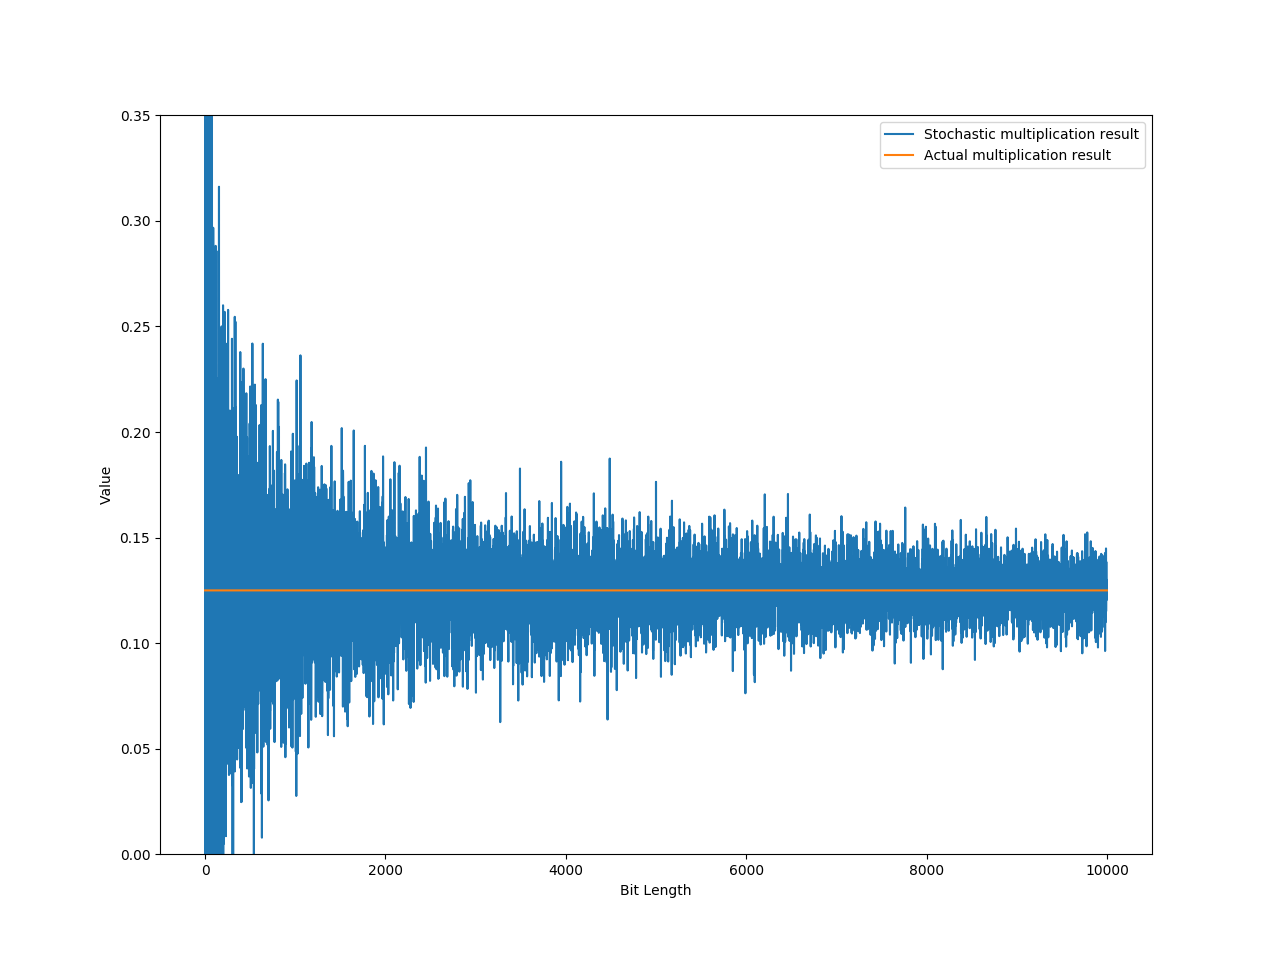 Stochastic multiplication result
Actual multiplication result
0.35
0.30
0.25
0.20
0.15
0.10
0.05
0.00
Value
0 2000 4000 6000 8000 10000
Bit Length